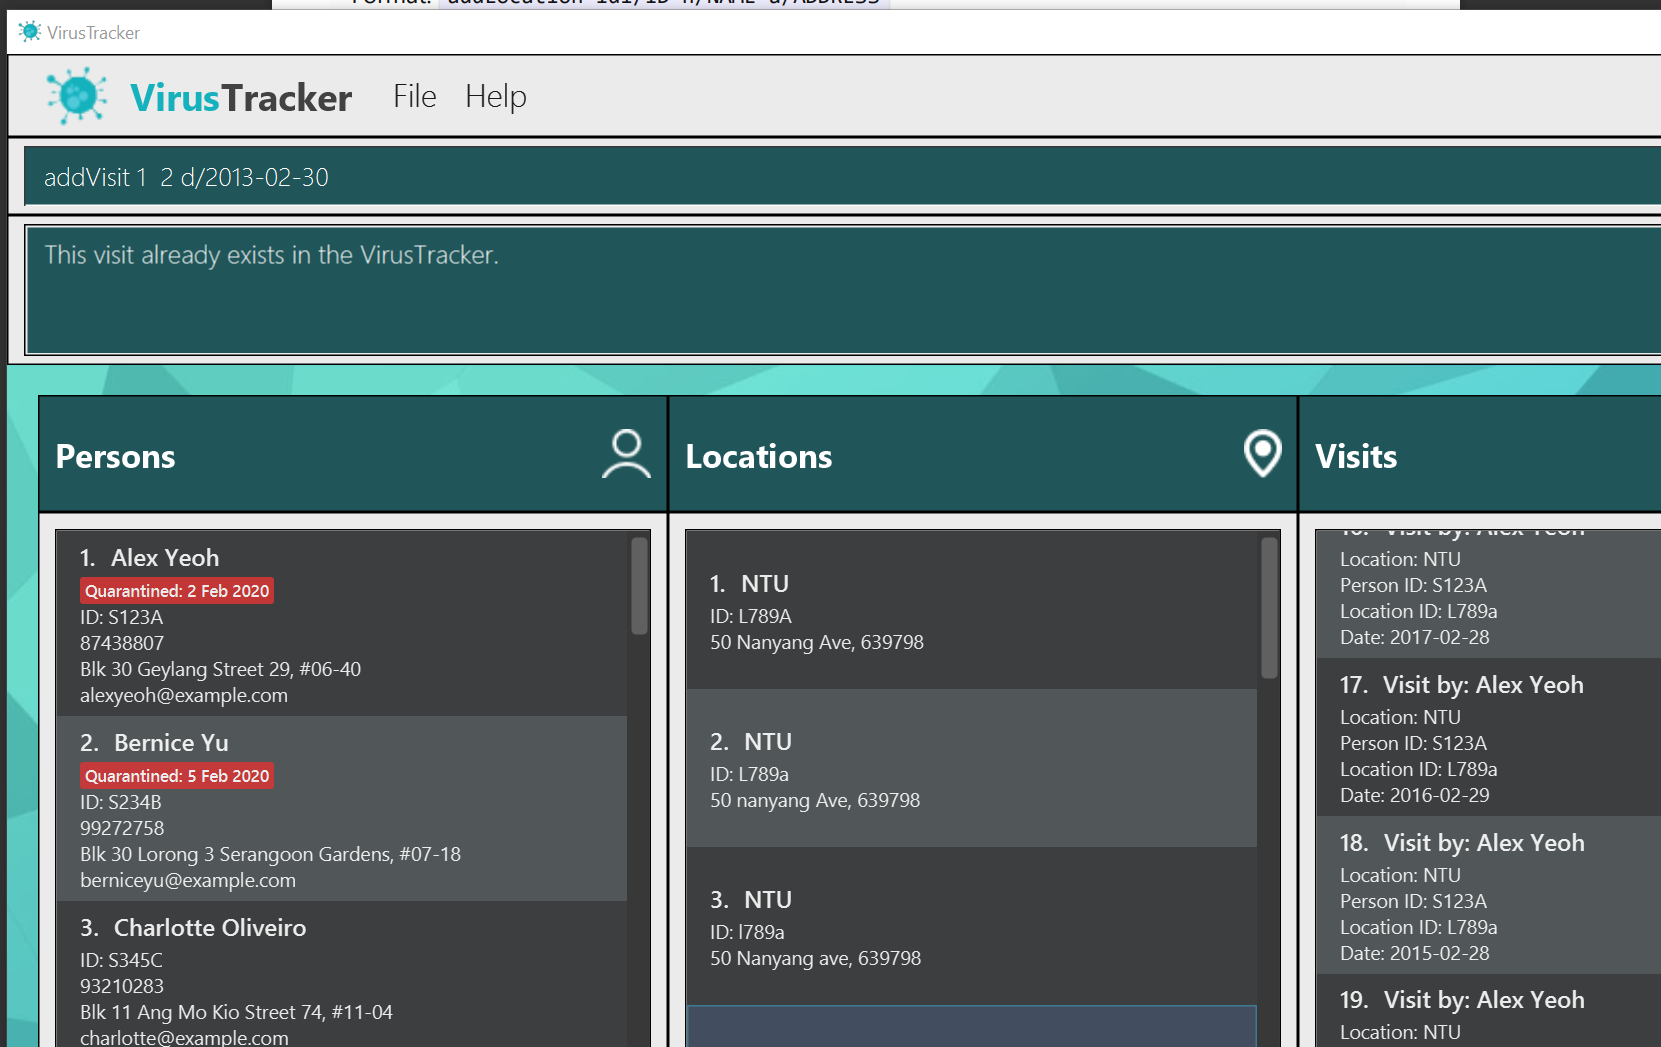 Format: addLocation idl/ID n/NAME a/ADDRESS
VirusTracker
VirusTracker File Help
addVisit 1  2 d/2013-02-30
This visit already exists in the VirusTracker.
Persons
1. Alex Yeoh
Quarantined: 2 Feb 2020
ID: S123A
87438807
Blk 30 Geylang Street 29, #06-40
alexyeoh@example.com
2. Bernice Yu
Quarantined: 5 Feb 2020
ID: S234B
99272758
Blk 30 Lorong 3 Serangoon Gardens, #07-18
berniceyu@example.com
3. Charlotte Oliveiro
ID: S345C
93210283
Blk 11 Ang Mo Kio Street 74, #11-04
charlotte@example.com
Locations
1. NTU
ID: L789A
50 Nanyang Ave, 639798
2. NTU
ID: L789a
50 nanyang Ave, 639798
3. NTU
ID: l789a
50 Nanyang ave, 639798
Visits
16. Visit by: Alex Yeoh
Location: NTU
Person ID: S123A
Location ID: L789a
Date: 2017-02-28
17. Visit by: Alex Yeoh
Location: NTU
Person ID: S123A
Location ID: L789a
Date: 2016-02-29
18. Visit by: Alex Yeoh
Location: NTU
Person ID: S123A
Location ID: L789a
Date: 2015-02-28
19. Visit by: Alex Yeoh
Location: NTU